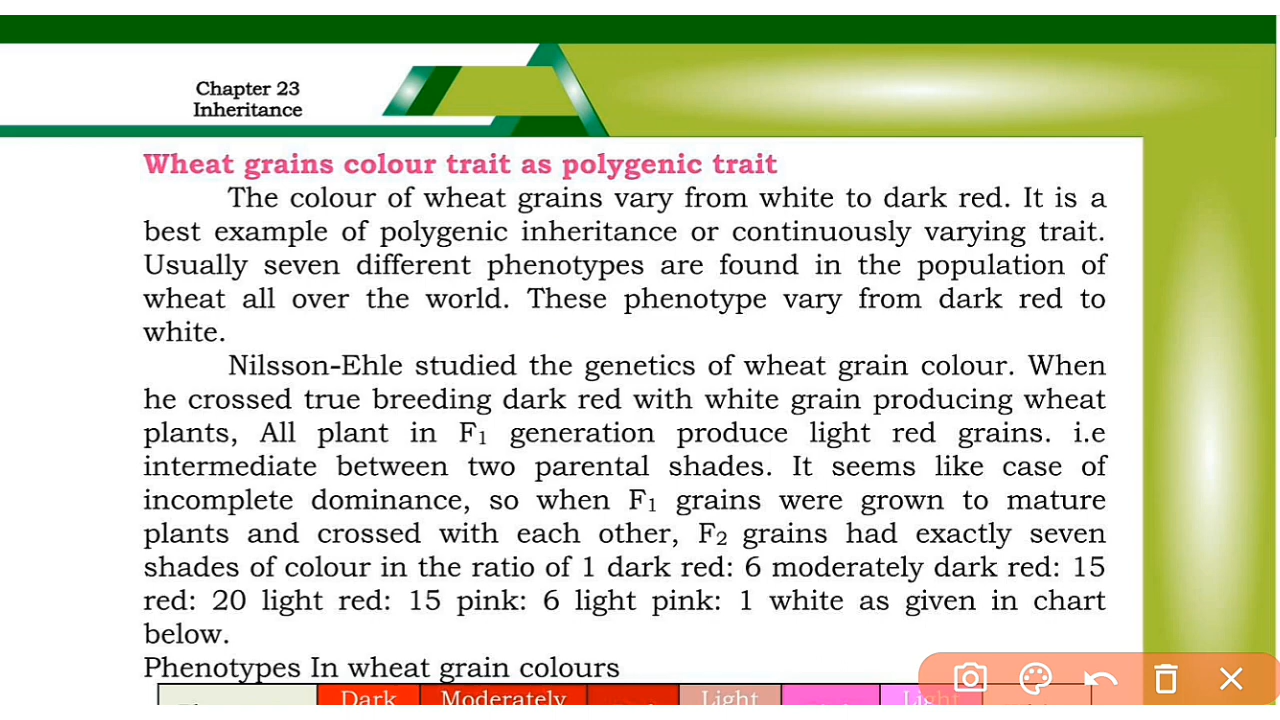 Chapter 23
Inheritance
Wheat grains colour trait as polygenic trait
The colour of wheat grains vary from white to dark red. It is a
best example of polygenic inheritance or continuously varying trait.
Usually seven different phenotypes are found in the population of
wheat all over the world. These phenotype vary from dark red to
white.
Nilsson-Ehle studied the genetics of wheat grain colour. When
he crossed true breeding dark red with white grain producing wheat
plants, All plant in F₁ generation produce light red grains. i.e
intermediate between two parental shades. It seems like case of
incomplete dominance, so when F₁ grains were grown to mature
plants and crossed with each other, F₂ grains had exactly seven
shades of colour in the ratio of 1 dark red: 6 moderately dark red: 15
red: 20 light red: 15 pink: 6 light pink: 1 white as given in chart
below.
Phenotypes In wheat grain colours
Dark Moderately Light Light